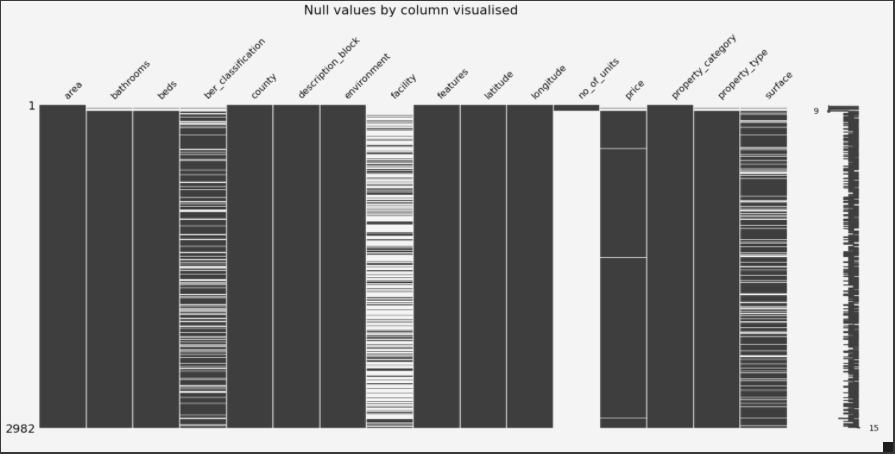 Null values by column visualised
area
bathrooms
beds
ber_classification
county
description_block
environment
facility
features
latitude
longitude
no_of_units
price
property_category
property_type
surface
1
9
2982
15